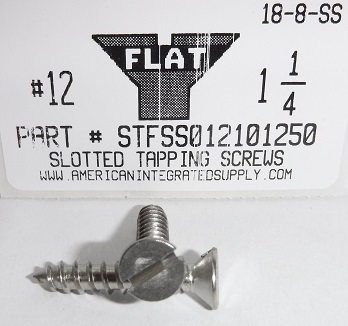 18-8-SS
FLAT
#12
1 1/4
PART # STFSS012101250
SLOTTED TAPPING SCREWS
WWW.AMERICANINTEGRATEDSUPPLY.COM